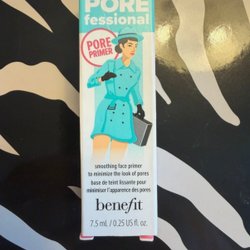 PORE
fessional
PORE
PRIMER
smoothing face primer
to minimize the look of pores
base de teint lissante pour
minimiser l'apparence des pores
benefit
7.5 mL / 0.25 US fl. oz.